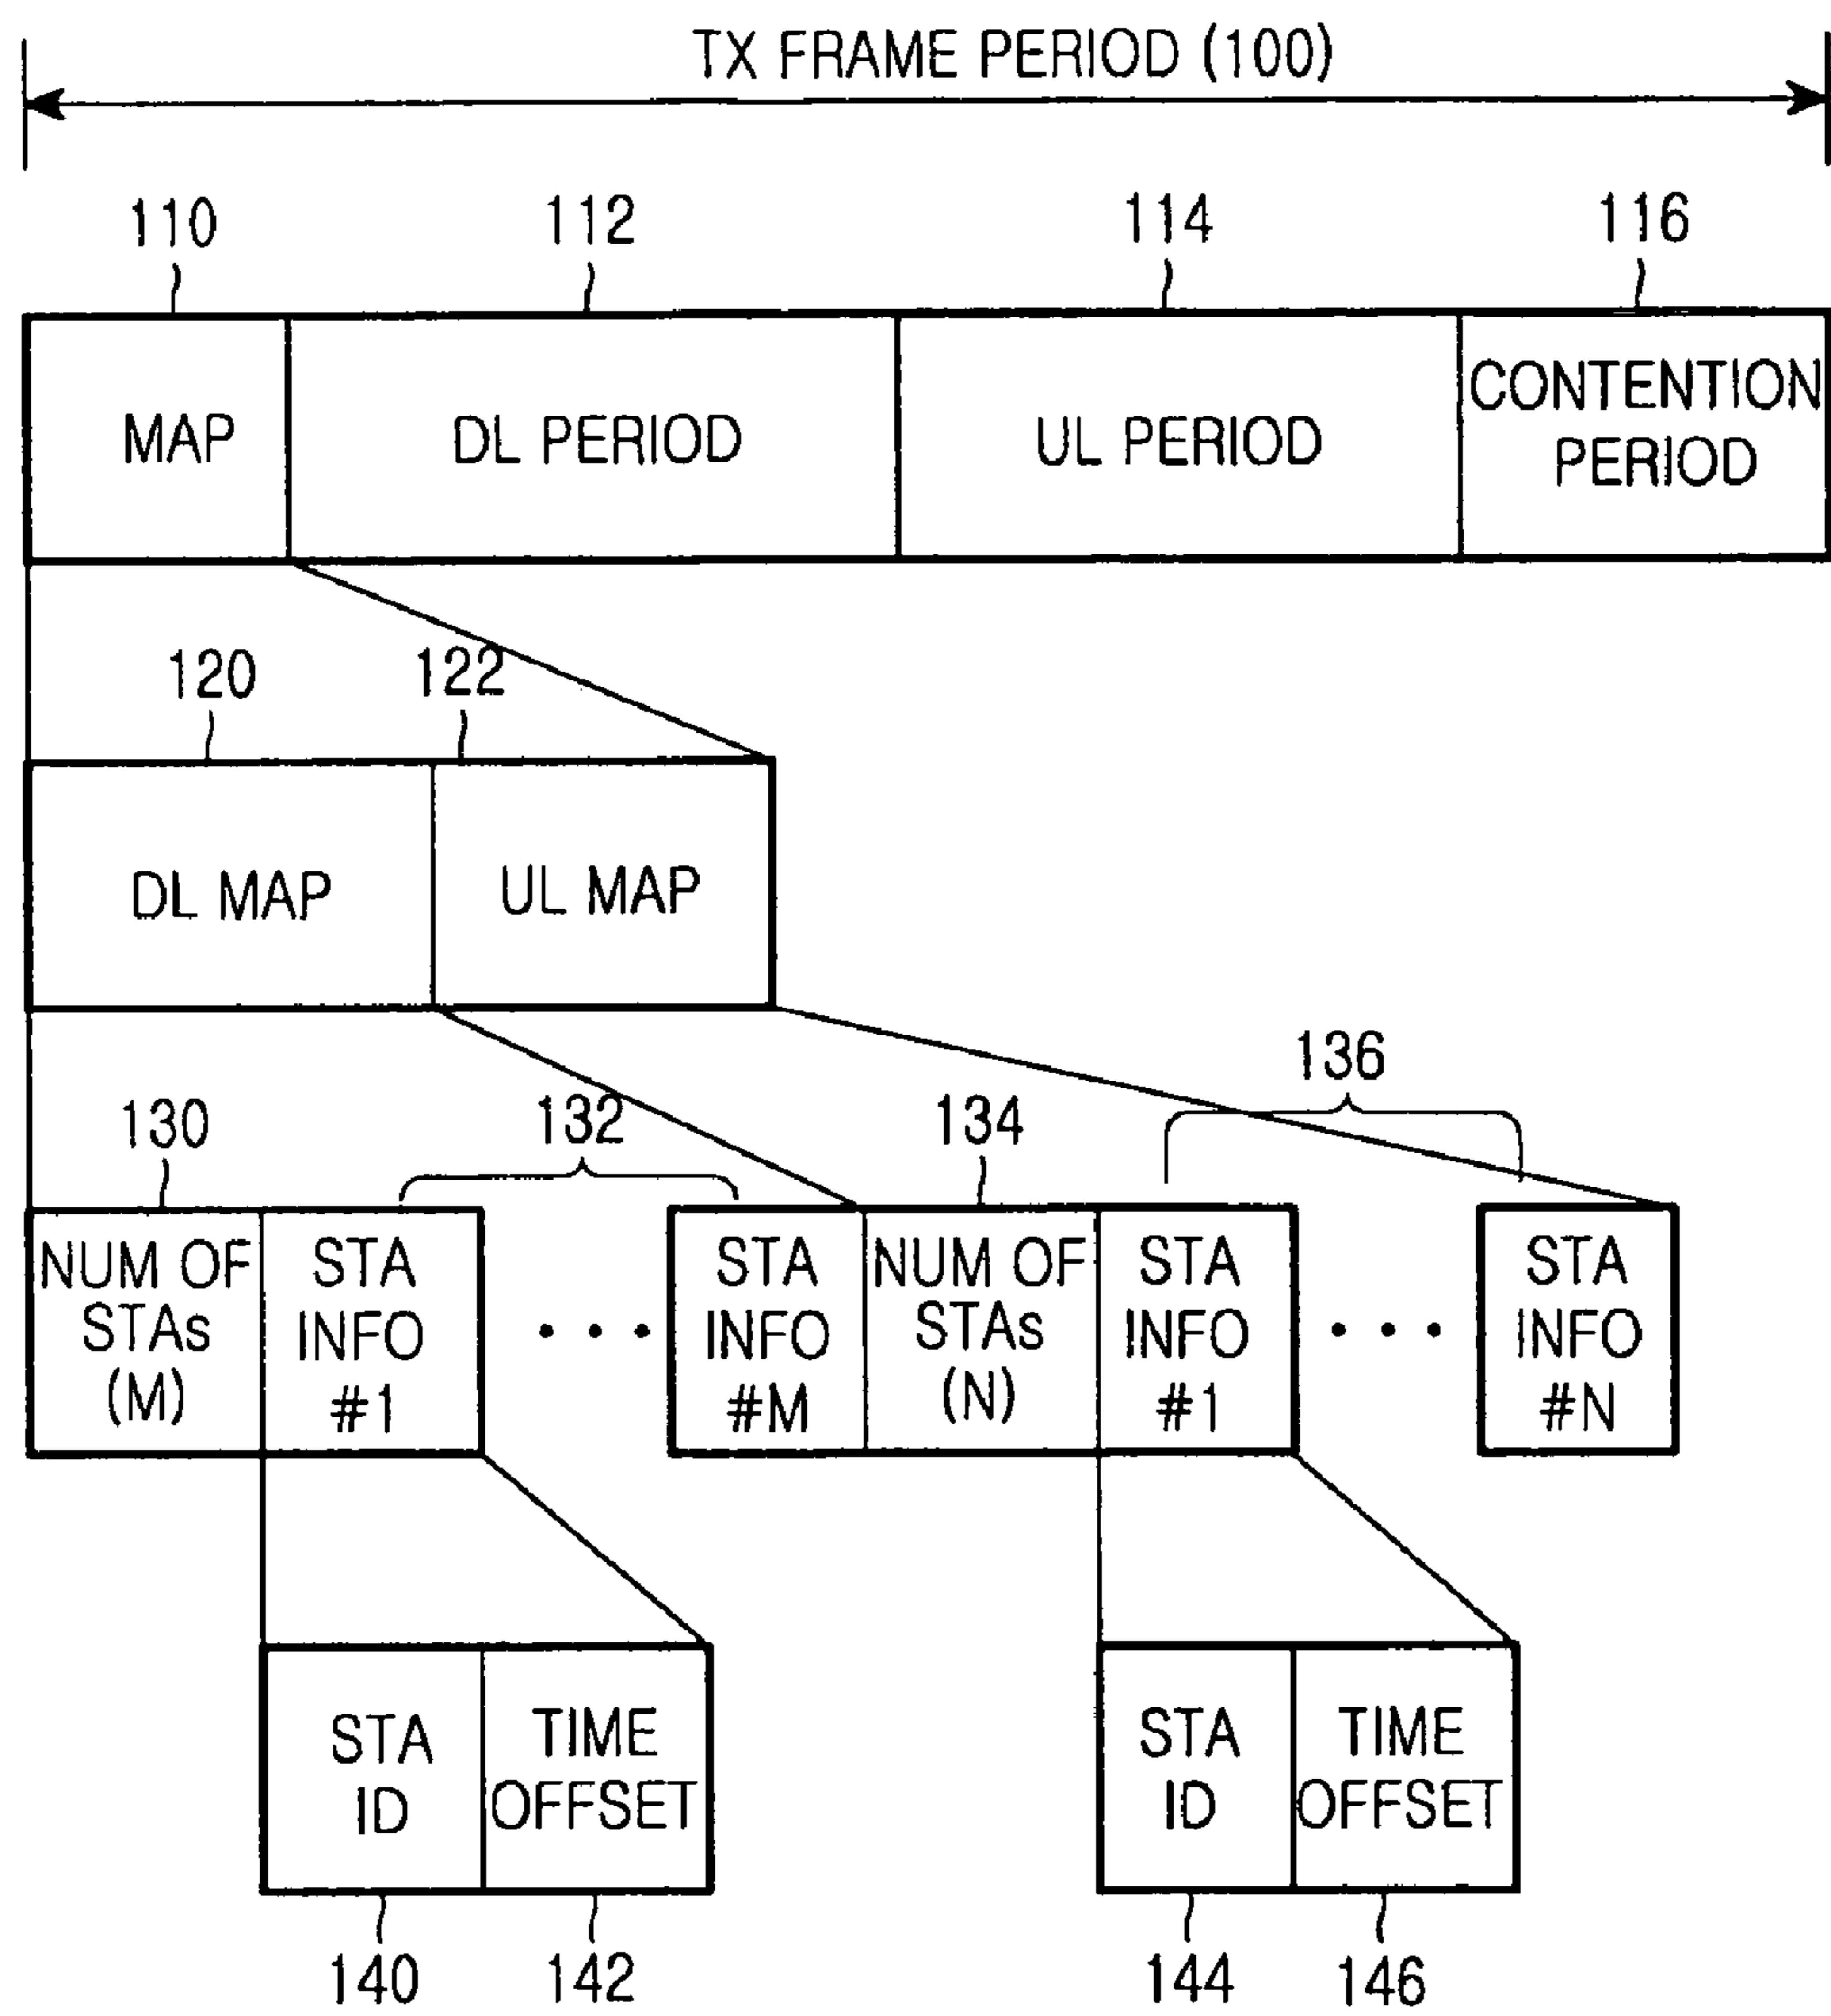 TX FRAME PERIOD (100)
110
112
114
116
MAP
DL PERIOD
UL PERIOD
CONTENTION
PERIOD
120
122
DL MAP
UL MAP
136
130
132
134
NUM OF
STAs
(M)
STA
INFO
#1
• • •
STA
INFO
#M
NUM OF
STAs
(N)
STA
INFO
#1
• • •
STA
INFO
#N
STA
ID
TIME
OFFSET
STA
ID
TIME
OFFSET
140
142
144
146